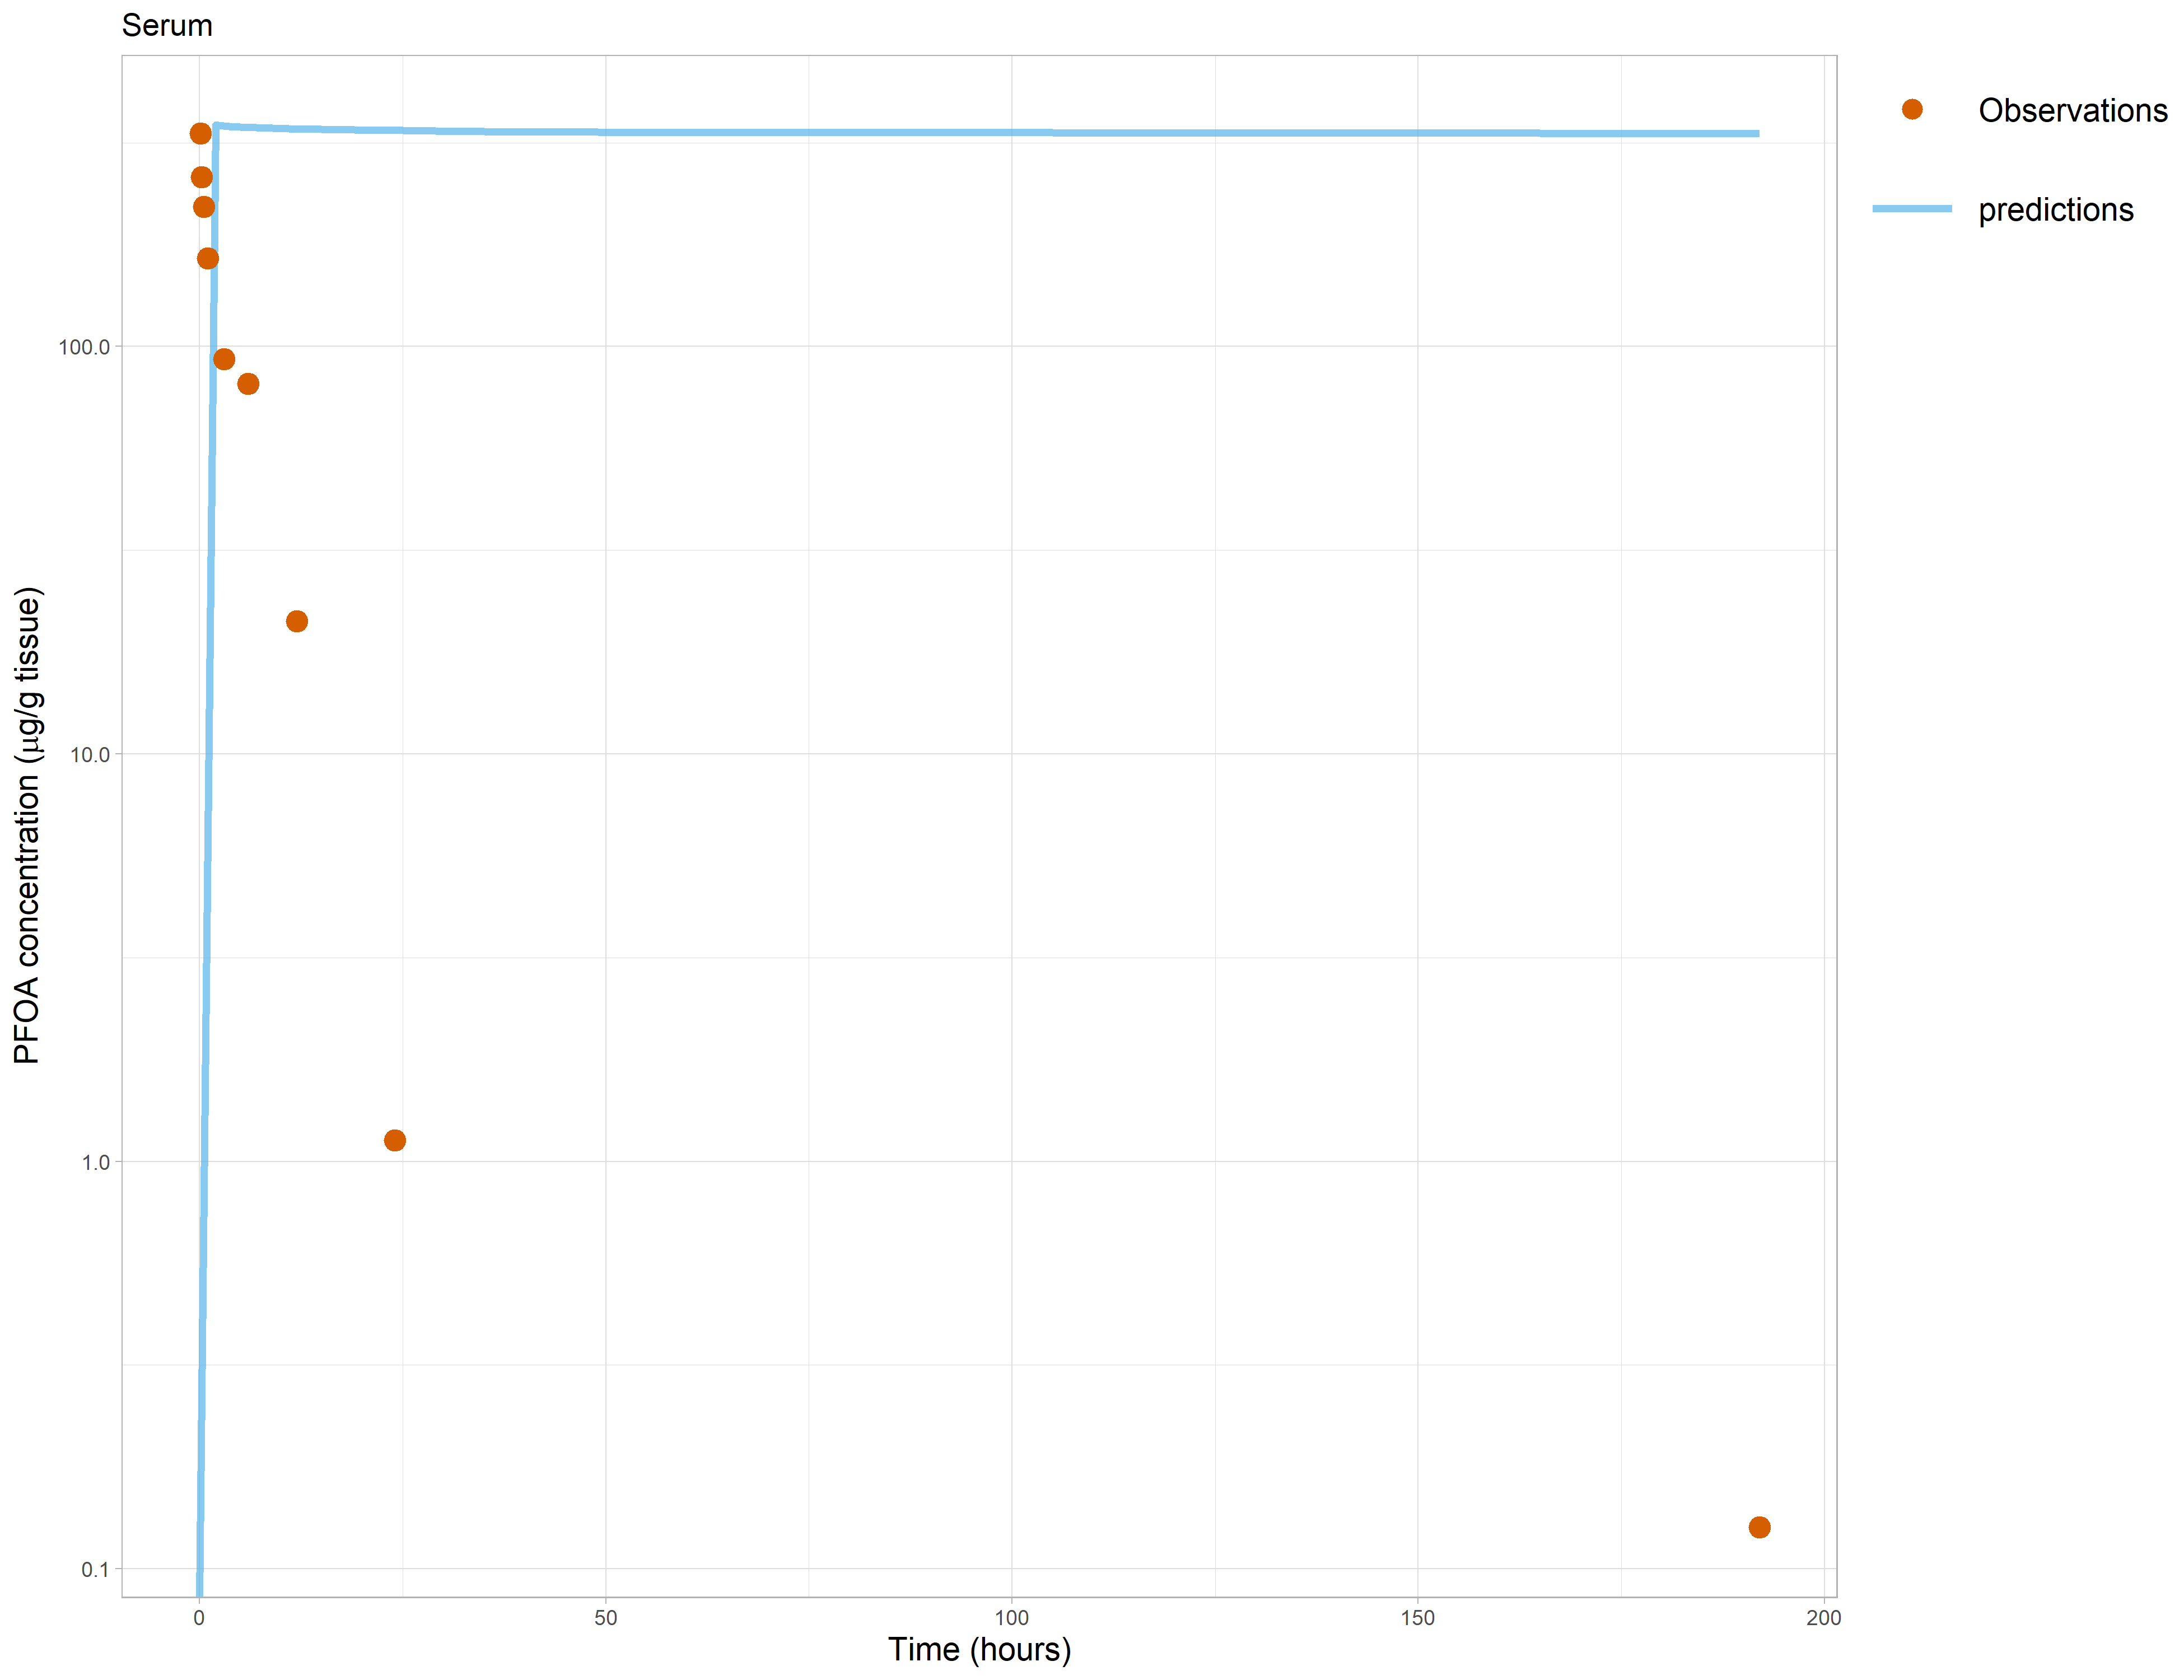 Serum
Observations
predictions
PFOA concentration (μg/g tissue)
100.0
10.0
1.0
0.1
0
50
100
150
200
Time (hours)